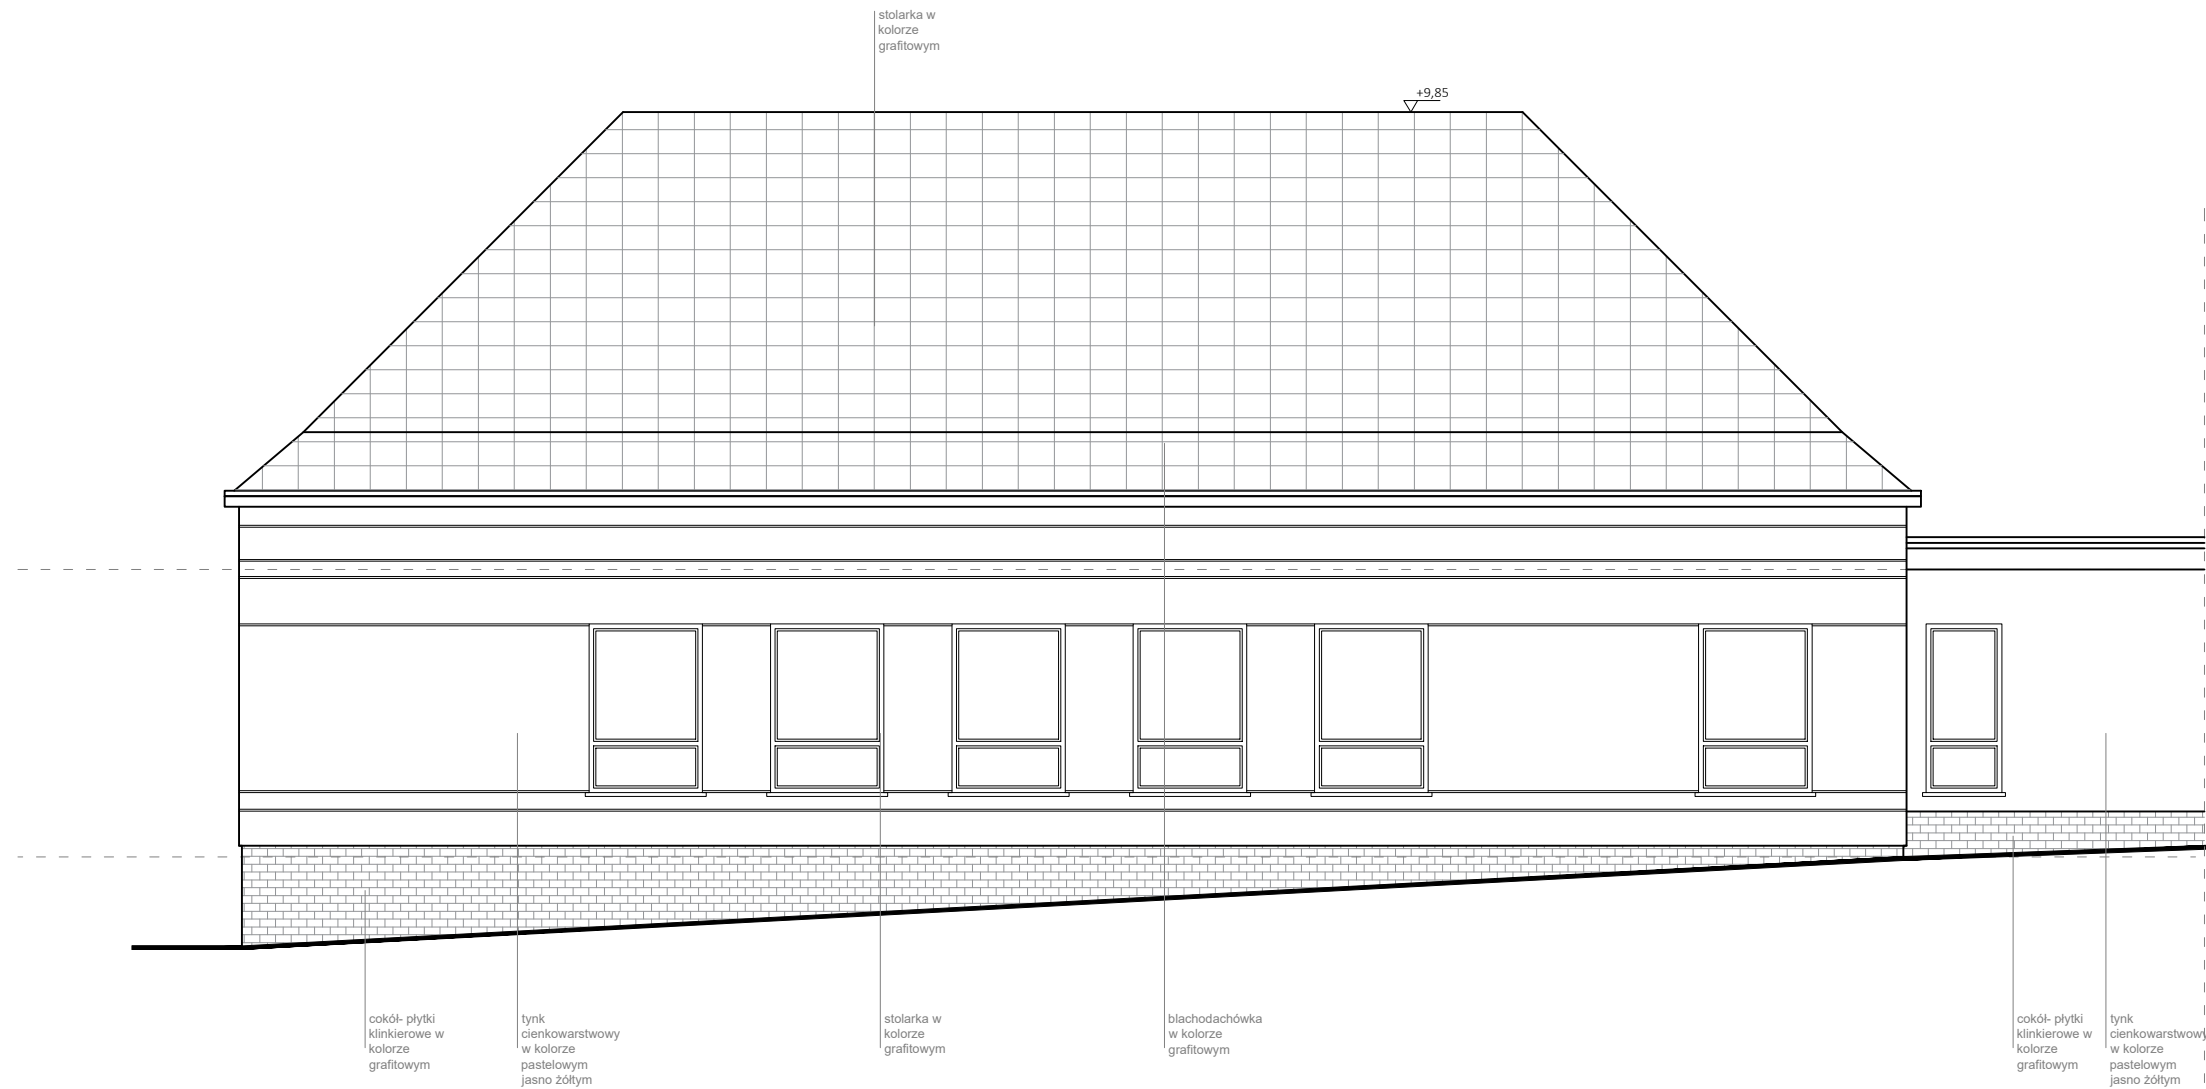 stolarka w
kolorze
grafitowym
+9,85
cokół- płytki
klinkierowe w
kolorze
grafitowym
tynk
cienkowarstwowy
w kolorze
pastelowym
jasno żółtym
stolarka w
kolorze
grafitowym
blachodachówka
w kolorze
grafitowym
cokół- płytki
klinkierowe w
kolorze
grafitowym
tynk
cienkowarstwowy
w kolorze
pastelowym
jasno żółtym